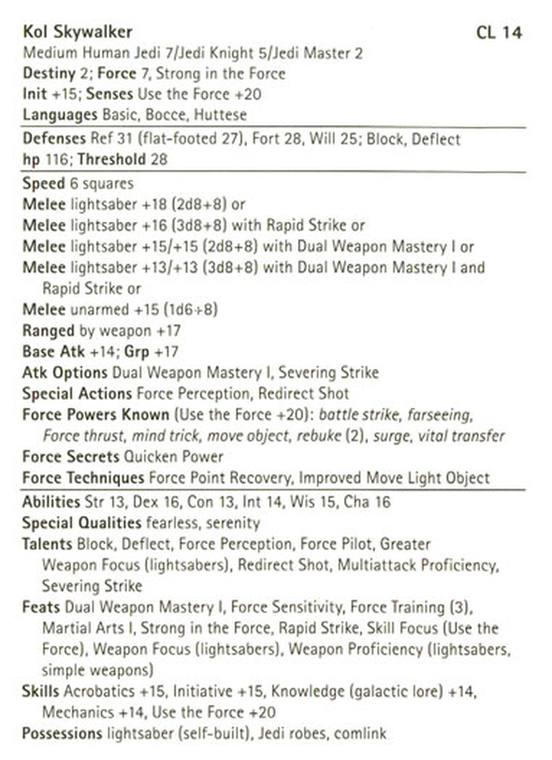 Kol Skywalker CL 14
Medium Human Jedi 7/Jedi Knight 5/Jedi Master 2
Destiny 2; Force 7, Strong in the Force
Init +15; Senses Use the Force +20
Languages Basic, Bocce, Huttese
Defenses Ref 31 (flat-footed 27), Fort 28, Will 25; Block, Deflect
hp 116; Threshold 28
Speed 6 squares
Melee lightsaber +18 (2d8+8) or
Melee lightsaber +16 (3d8+8) with Rapid Strike or
Melee lightsaber +15/+15 (2d8+8) with Dual Weapon Mastery I or
Melee lightsaber +13/+13 (3d8+8) with Dual Weapon Mastery I and
Rapid Strike or
Melee unarmed +15 (1d6+8)
Ranged by weapon +17
Base Atk +14; Grp +17
Atk Options Dual Weapon Mastery I, Severing Strike
Special Actions Force Perception, Redirect Shot
Force Powers Known (Use the Force +20): battle strike, farseeing,
Force thrust, mind trick, move object, rebuke (2), surge, vital transfer
Force Secrets Quicken Power
Force Techniques Force Point Recovery, Improved Move Light Object
Abilities Str 13, Dex 16, Con 13, Int 14, Wis 15, Cha 16
Special Qualities fearless, serenity
Talents Block, Deflect, Force Perception, Force Pilot, Greater
Weapon Focus (lightsabers), Redirect Shot, Multiattack Proficiency,
Severing Strike
Feats Dual Weapon Mastery I, Force Sensitivity, Force Training (3),
Martial Arts I, Strong in the Force, Rapid Strike, Skill Focus (Use the
Force), Weapon Focus (lightsabers), Weapon Proficiency (lightsabers,
simple weapons)
Skills Acrobatics +15, Initiative +15, Knowledge (galactic lore) +14,
Mechanics +14, Use the Force +20
Possessions lightsaber (self-built), Jedi robes, comlink